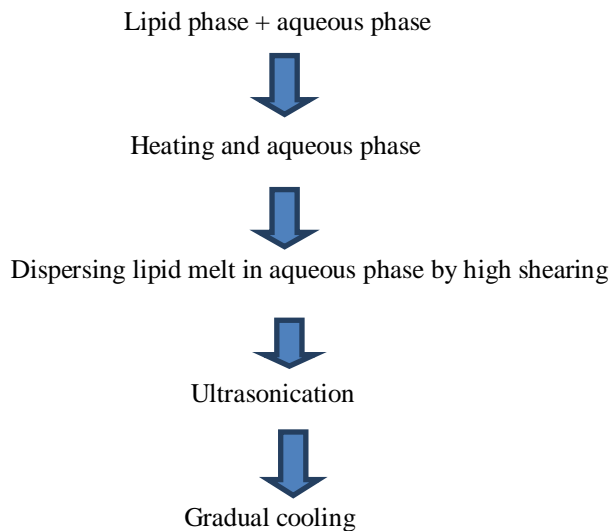 Lipid phase + aqueous phase
Heating and aqueous phase
Dispersing lipid melt in aqueous phase by high shearing
Ultrasonication
Gradual cooling